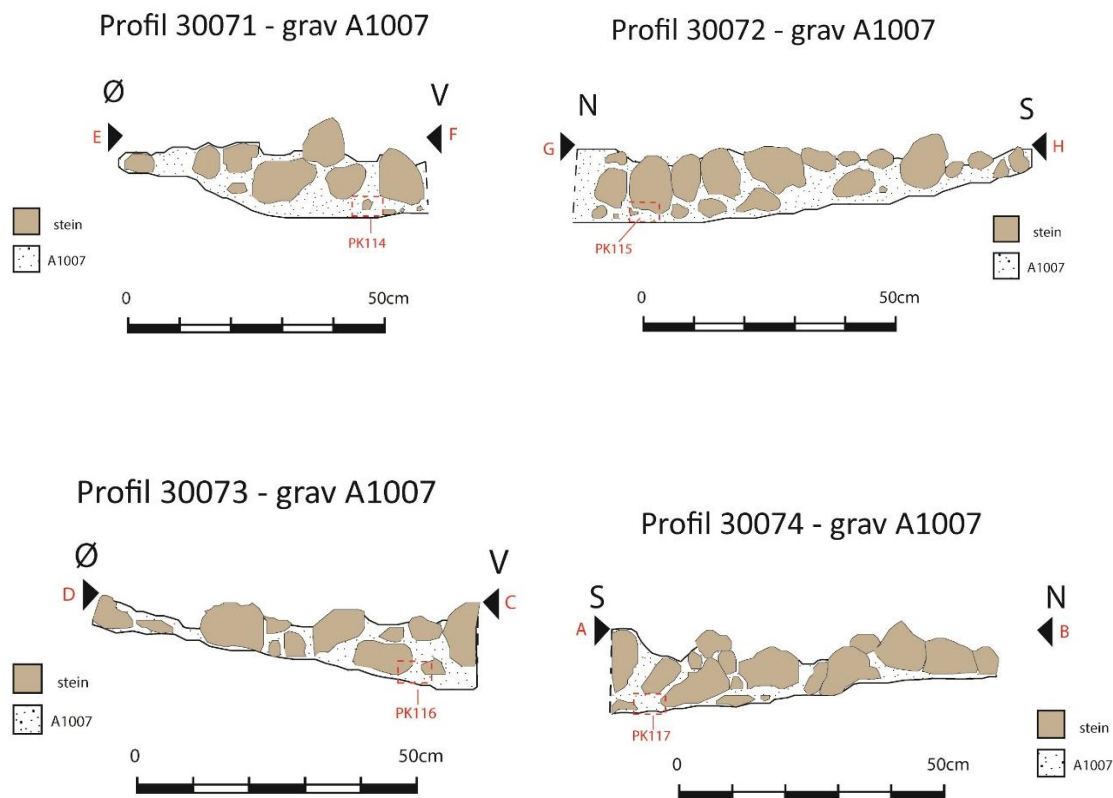 Profil 30071 - grav A1007
Ø V
E F
stein
A1007
PK114
0 50cm
Profil 30072 - grav A1007
N S
G H
stein
A1007
PK115
0 50cm
Profil 30073 - grav A1007
Ø V
D C
stein
A1007
PK116
0 50cm
Profil 30074 - grav A1007
S N
A B
stein
A1007
PK117
0 50cm